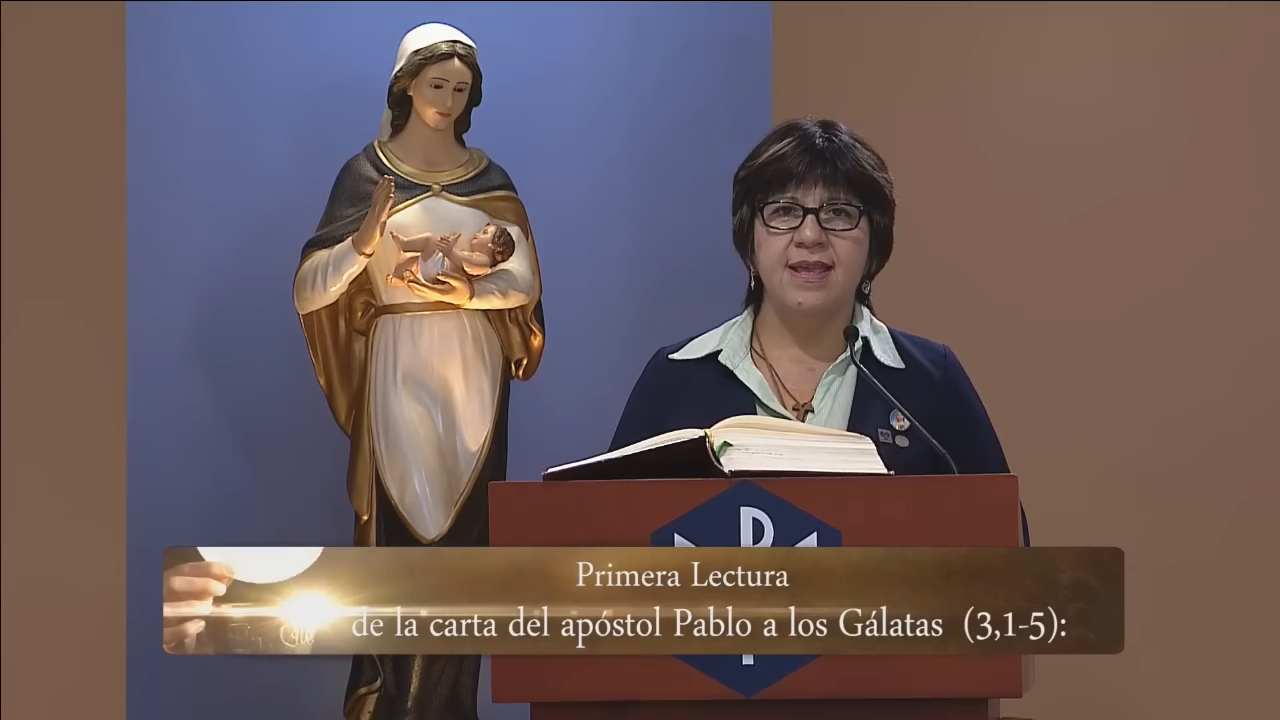 Primera Lectura
de la carta del apóstol Pablo a los Gálatas (3,1-5):